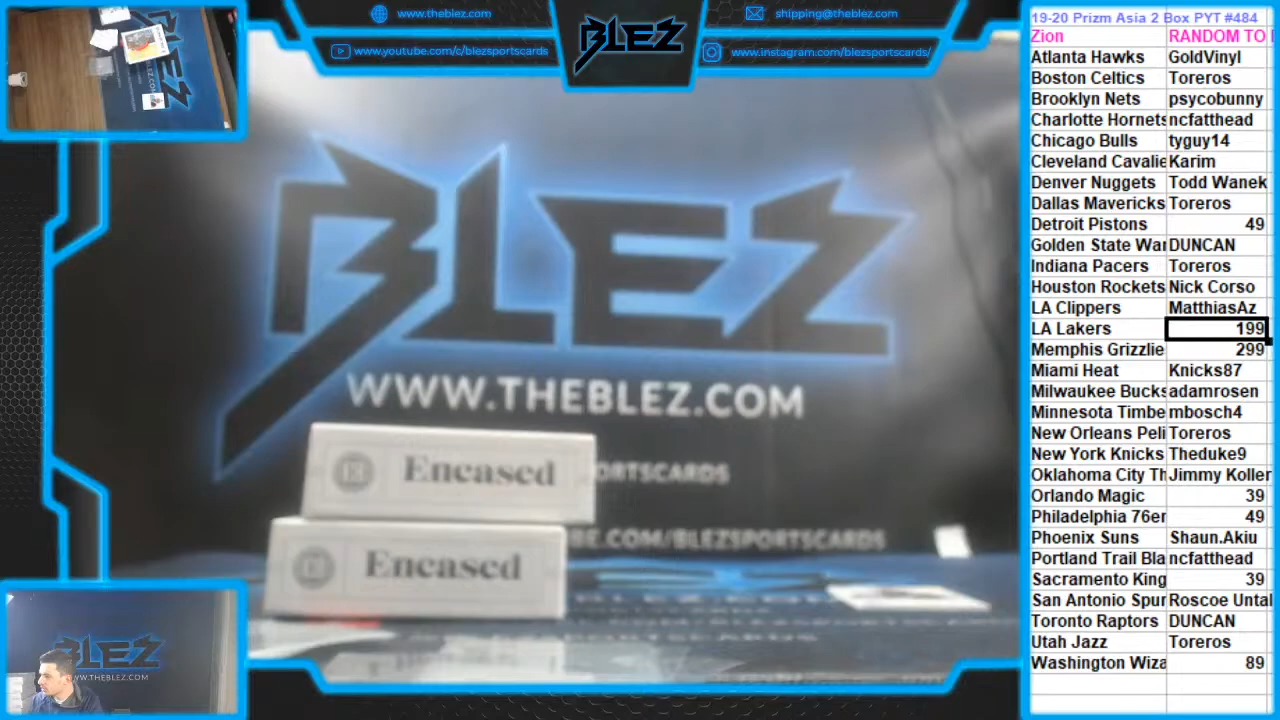 www.theblez.com
www.youtube.com/c/blezsportscards
BLEZ
shipping@theblez.com
www.instagram.com/blezsportscards/
BLEZ
WWW.THEBLEZ.COM
ORTSCARDS
BE.COM/BLEZSPORTSCARDS
E Encased
E Encased
BLEZ
WWW.THEBLEZ.COM
19-20 Prizm Asia 2 Box PYT #484
Zion RANDOM TO
Atlanta Hawks GoldVinyl
Boston Celtics Toreros
Brooklyn Nets psycobunny
Charlotte Hornets ncfatthead
Chicago Bulls tyguy14
Cleveland Cavalie Karim
Denver Nuggets Todd Wanek
Dallas Mavericks Toreros
Detroit Pistons 49
Golden State War DUNCAN
Indiana Pacers Toreros
Houston Rockets Nick Corso
LA Clippers MatthiasAz
LA Lakers 199
Memphis Grizzlie 299
Miami Heat Knicks87
Milwaukee Bucks adamrosen
Minnesota Timbe mbosch4
New Orleans Peli Toreros
New York Knicks Theduke9
Oklahoma City Th Jimmy Koller
Orlando Magic 39
Philadelphia 76er 49
Phoenix Suns Shaun.Akiu
Portland Trail Bla ncfatthead
Sacramento King 39
San Antonio Spur Roscoe Untal
Toronto Raptors DUNCAN
Utah Jazz Toreros
Washington Wiza 89